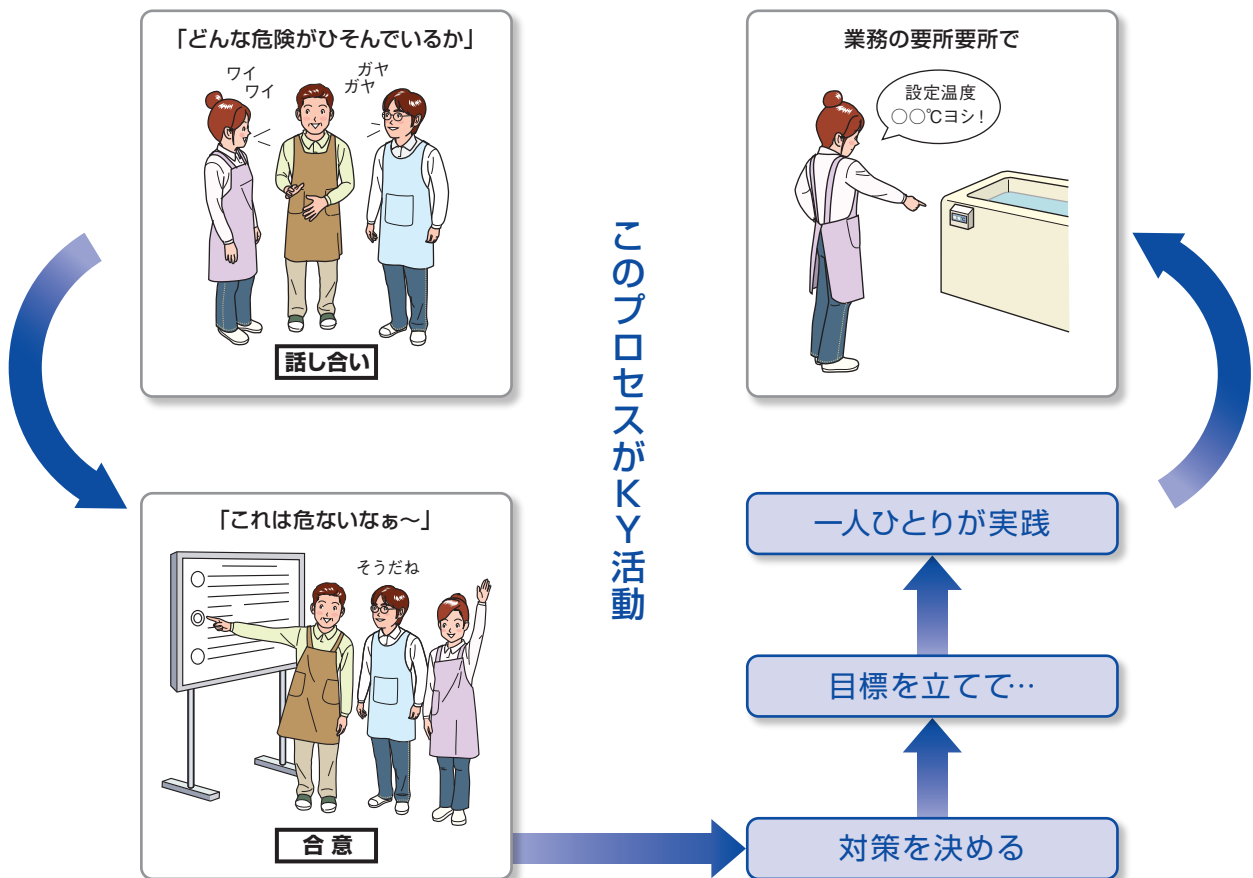 「どんな危険がひそんでいるか」
ワイ
ワイ
ガヤ
ガヤ
話し合い
「これは危ないなぁ～」
そうだね
合意
このプロセスがKY活動
対策を決める
目標を立てて…
一人ひとりが実践
業務の要所要所で
設定温度
○○℃ヨシ！